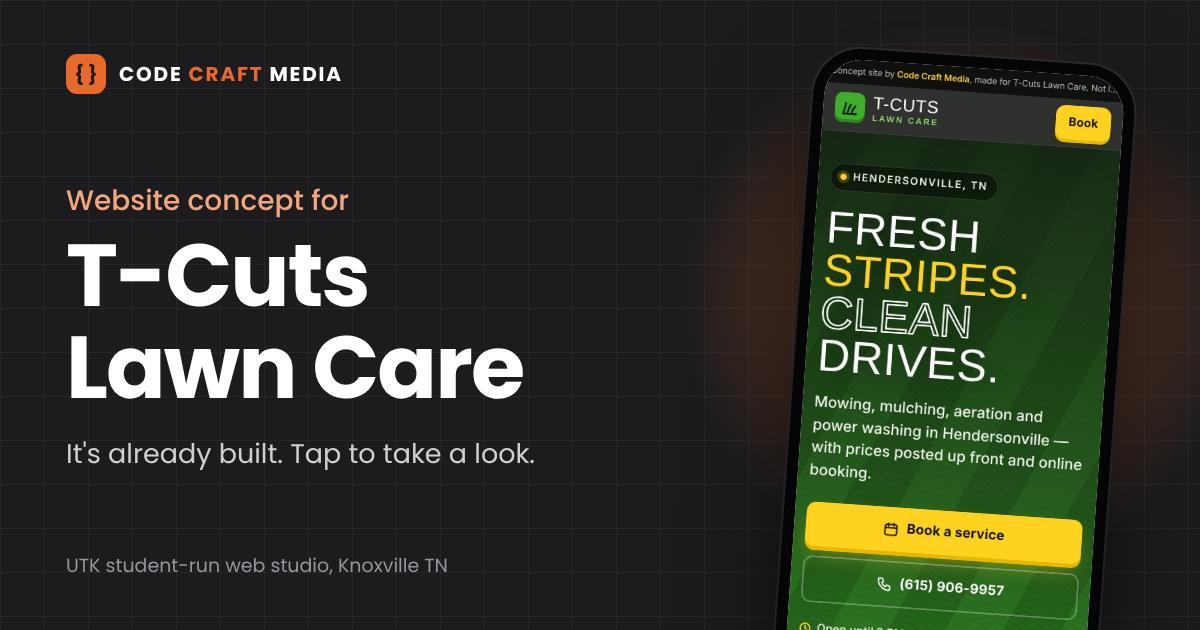 { } CODE CRAFT MEDIA
Website concept for
T-Cuts
Lawn Care
It's already built. Tap to take a look.
UTK student-run web studio, Knoxville TN
concept site by Code Craft Media, made for T-Cuts Lawn Care. Not i...
T-CUTS
LAWN CARE
Book
HENDERSONVILLE, TN
FRESH
STRIPES.
CLEAN
DRIVES.
Mowing, mulching, aeration and
power washing in Hendersonville —
with prices posted up front and online
booking.
Book a service
(615) 906-9957
Open until